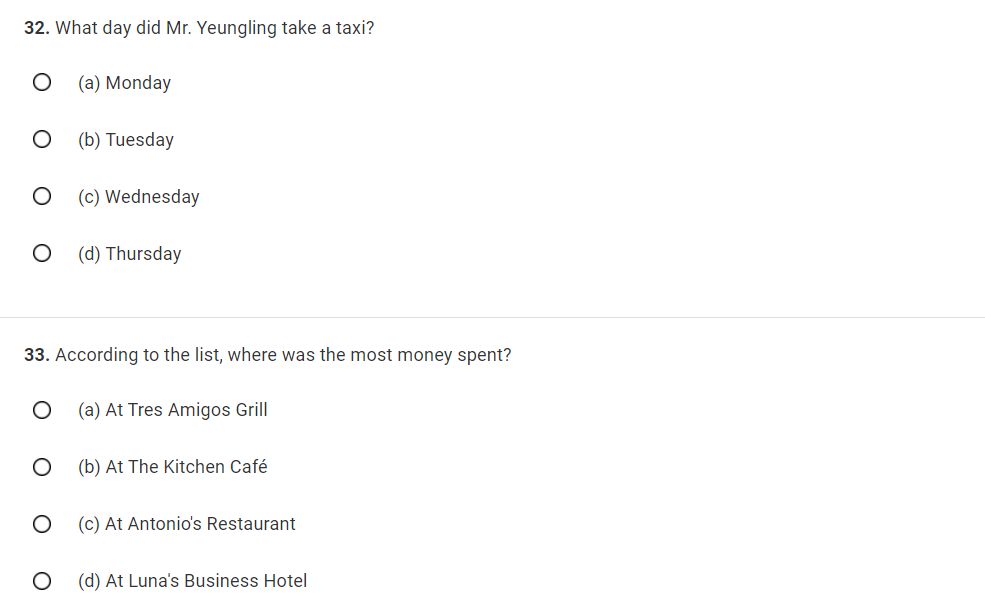 32. What day did Mr. Yeungling take a taxi?
(a) Monday
(b) Tuesday
(c) Wednesday
(d) Thursday
33. According to the list, where was the most money spent?
(a) At Tres Amigos Grill
(b) At The Kitchen Café
(c) At Antonio's Restaurant
(d) At Luna's Business Hotel